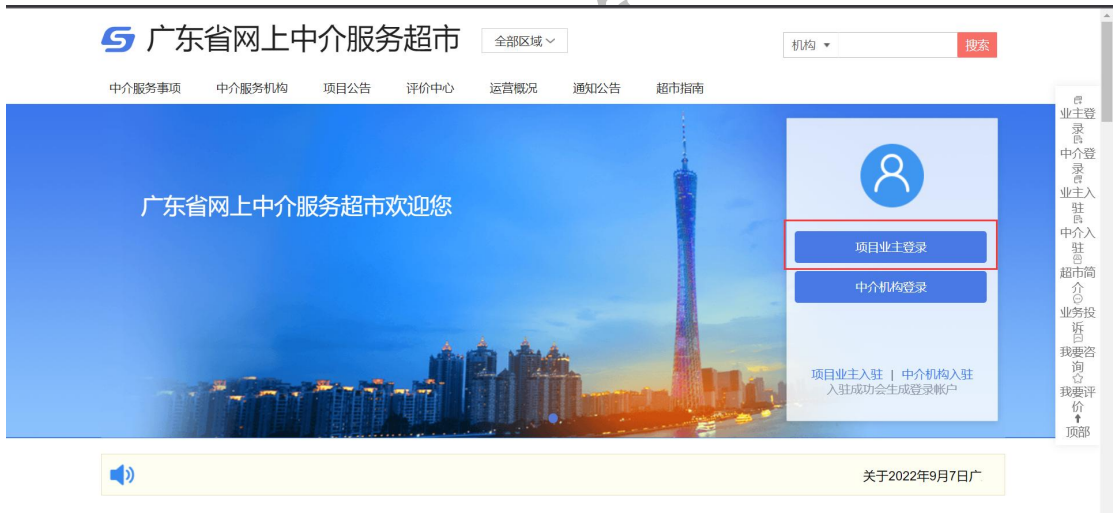 广东省网上中介服务超市
全部区域
机构
搜索
中介服务事项 中介服务机构 项目公告 评价中心 运营概况 通知公告 超市指南
广东省网上中介服务超市欢迎您
项目业主登录
中介机构登录
项目业主入驻 | 中介机构入驻
入驻成功会生成登录帐户
业主登
录
中介登
录
业主入
驻
中介入
驻
超市简
介
业务投
诉
我要咨
询
我要评
价
顶部
关于2022年9月7日广